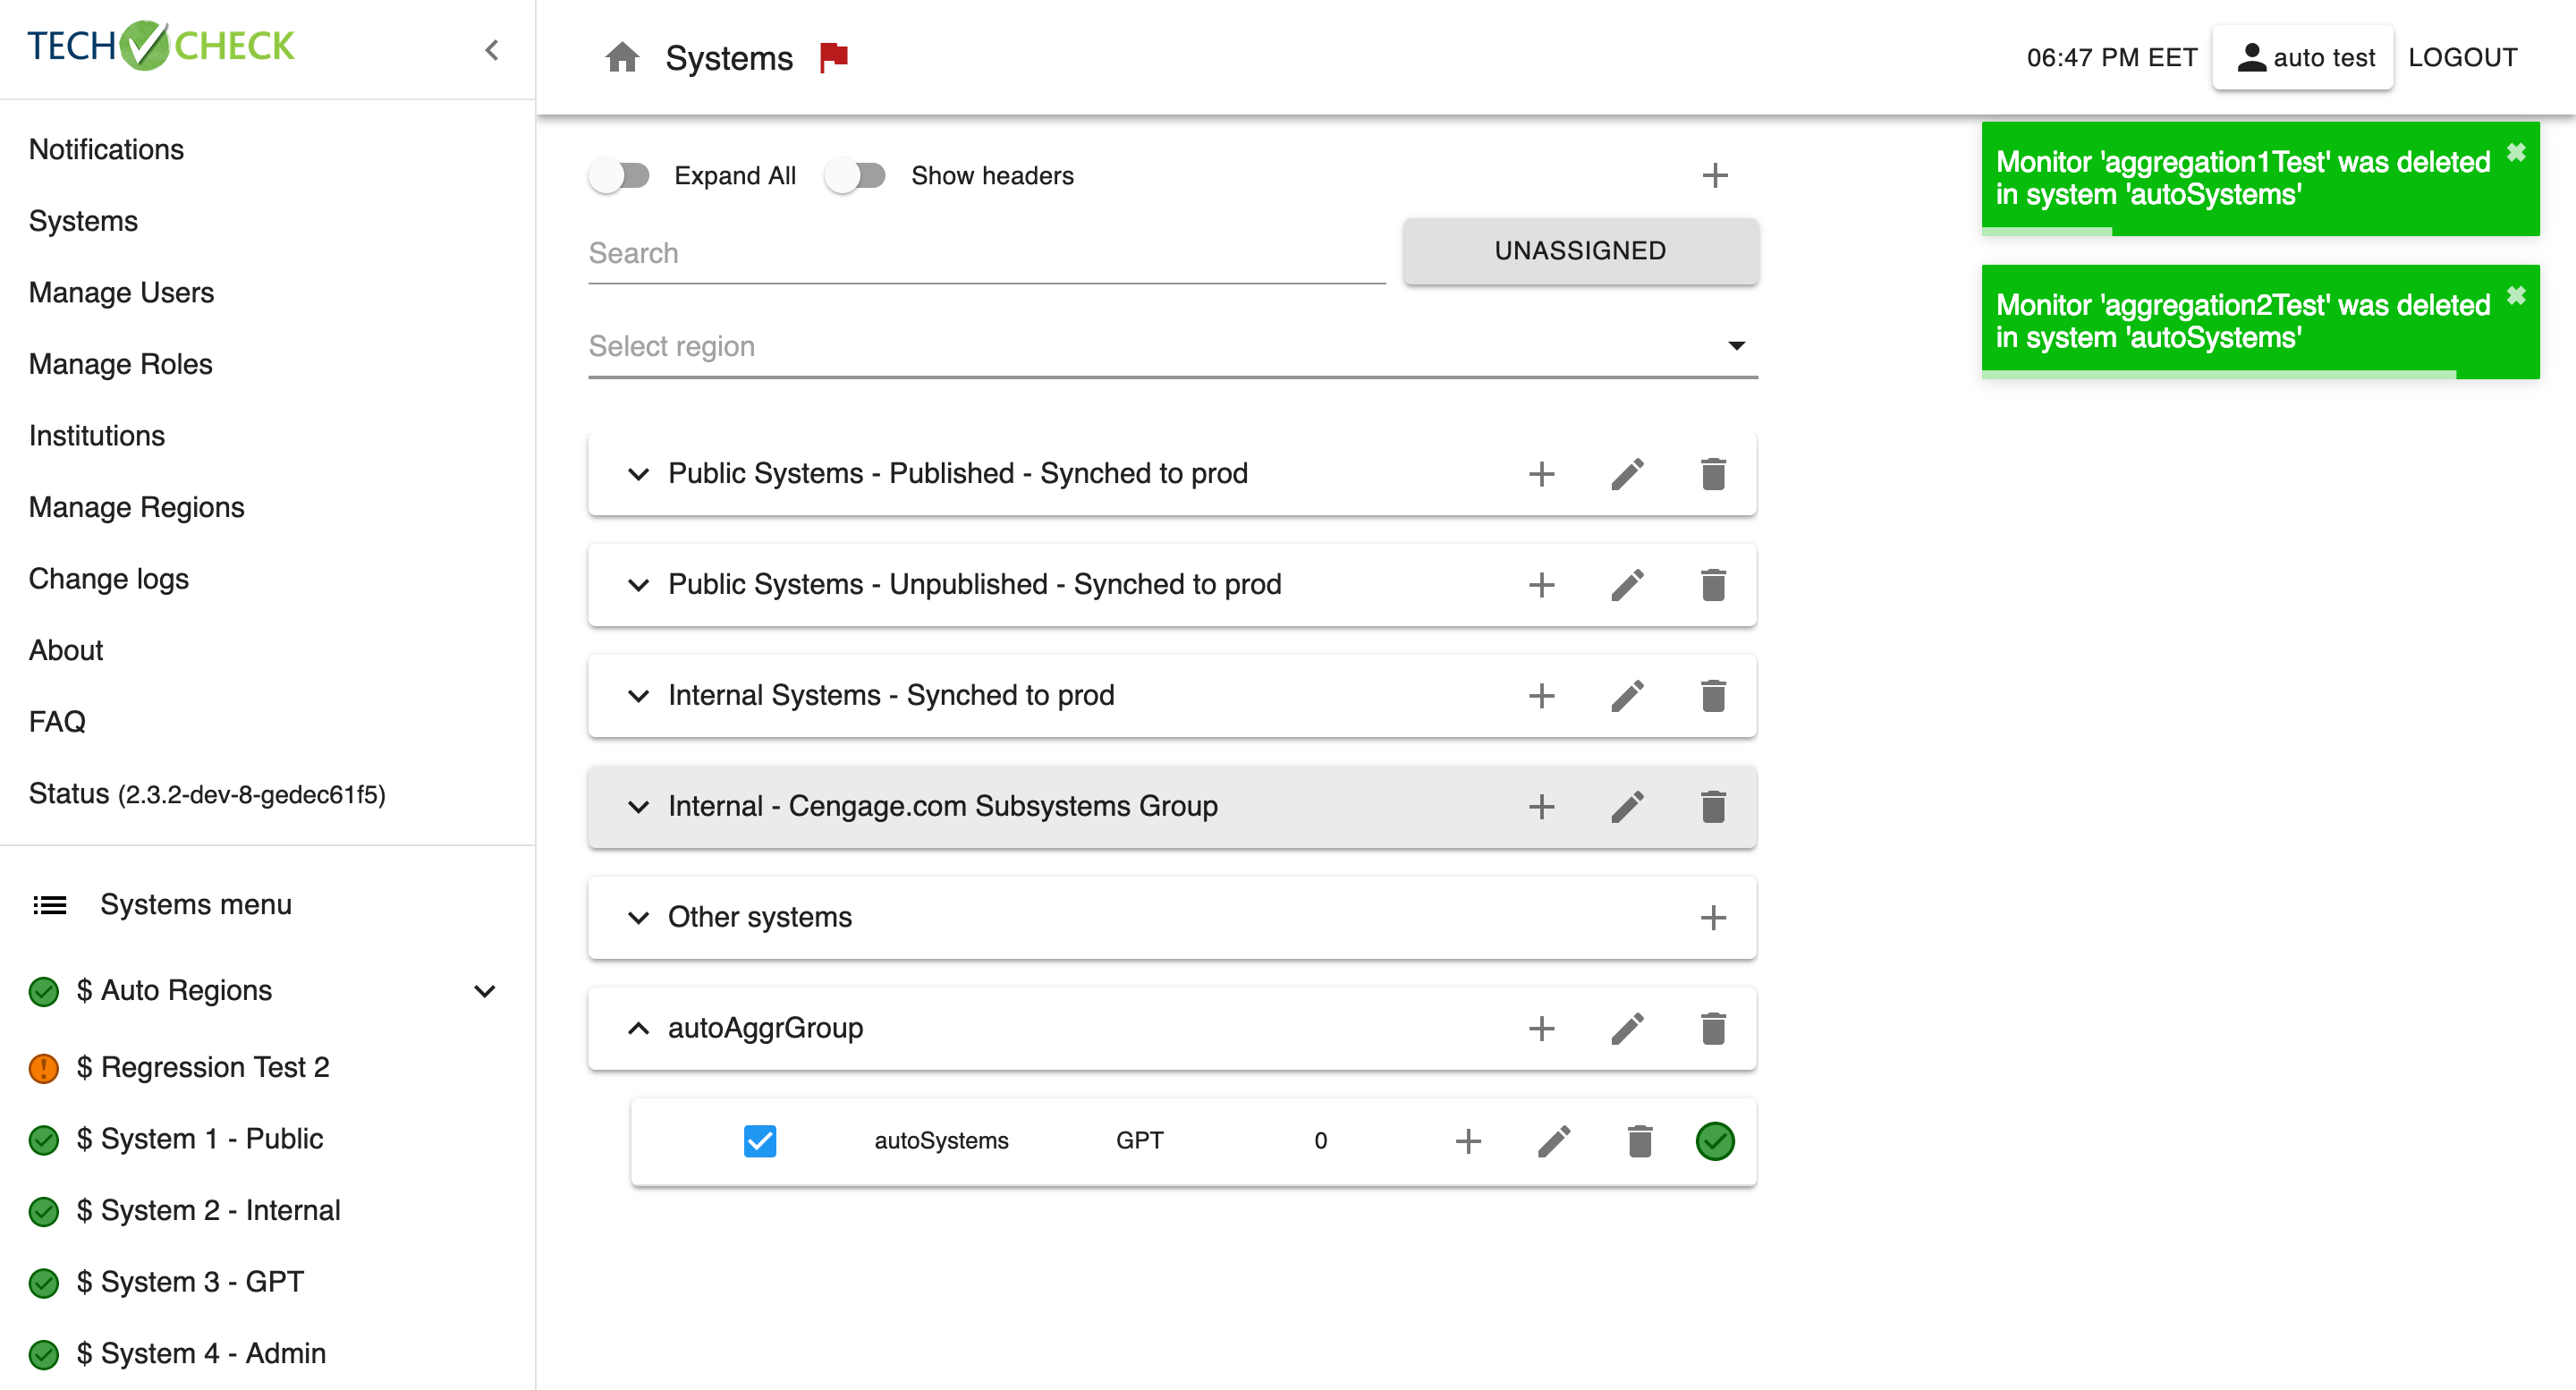 TECH CHECK
Notifications
Systems
Manage Users
Manage Roles
Institutions
Manage Regions
Change logs
About
FAQ
Status (2.3.2-dev-8-gedec61f5)
Systems menu
$ Auto Regions
$ Regression Test 2
$ System 1 - Public
$ System 2 - Internal
$ System 3 - GPT
$ System 4 - Admin
Systems
06:47 PM EET
auto test
LOGOUT
Expand All
Show headers
Search
UNASSIGNED
Select region
Public Systems - Published - Synched to prod
Public Systems - Unpublished - Synched to prod
Internal Systems - Synched to prod
Internal - Cengage.com Subsystems Group
Other systems
autoAggrGroup
autoSystems GPT 0
Monitor 'aggregation1Test' was deleted
in system 'autoSystems'
Monitor 'aggregation2Test' was deleted
in system 'autoSystems'